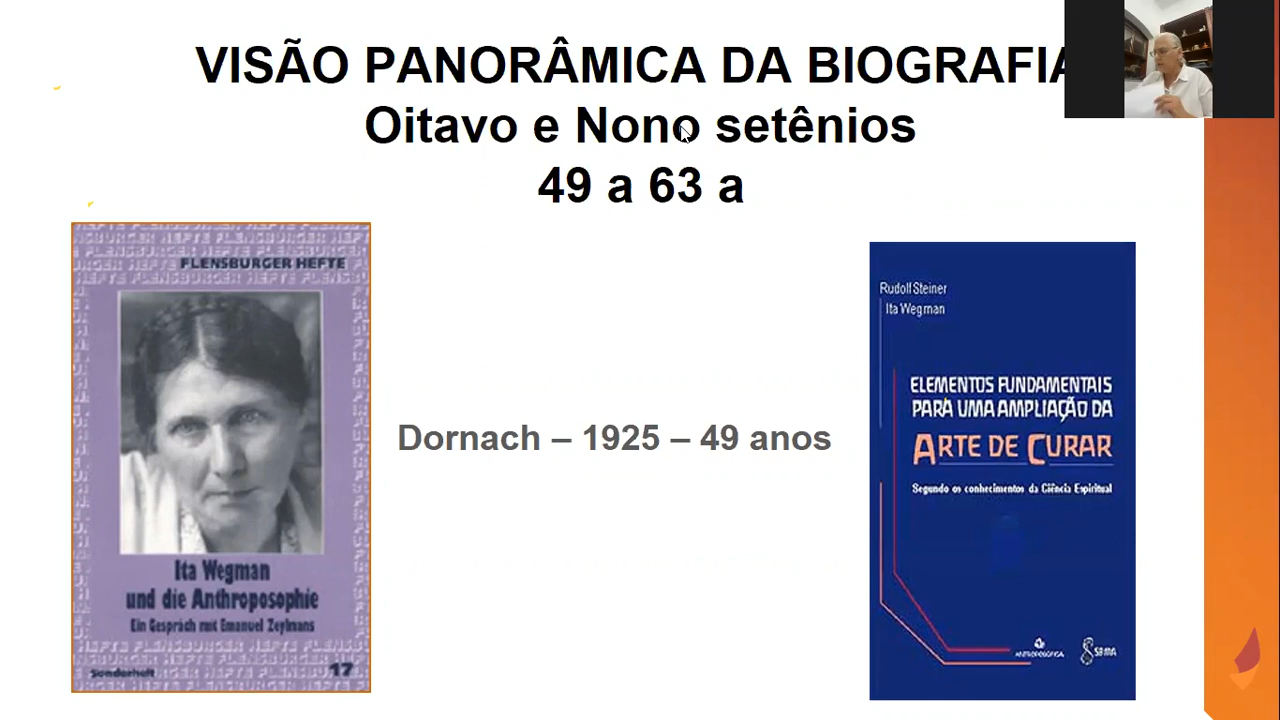 VISÃO PANORÂMICA DA BIOGRAFIA
Oitavo e Nono setênios
49 a 63 a
FLENSBURGER HEFTE
Ita Wegman
und die Anthroposophie
Ein Gespräch mit Emanuel Zeylmans
Sonderheft
17
Dornach – 1925 – 49 anos
Rudolf Steiner
Ita Wegman
ELEMENTOS FUNDAMENTAIS
PARA UMA AMPLIAÇÃO DA
ARTE DE CURAR
Segundo os conhecimentos da Ciência Espiritual
ANTROPOSÓFICA
SBMA